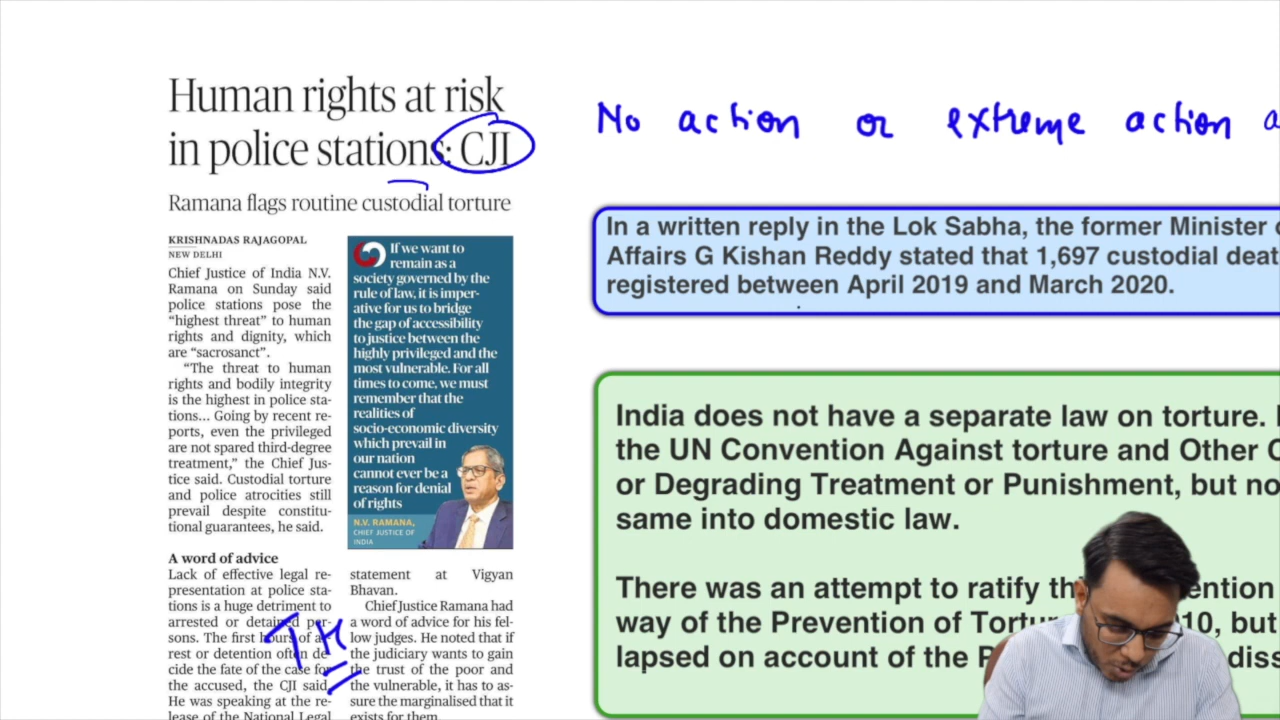 Human rights at risk
in police stations: CJI
Ramana flags routine custodial torture
KRISHNADAS RAJAGOPAL
NEW DELHI
Chief Justice of India N.V.
Ramana on Sunday said
police stations pose the
“highest threat” to human
rights and dignity, which
are “sacrosanct”.
“The threat to human
rights and bodily integrity
is the highest in police sta-
tions... Going by recent re-
ports, even the privileged
are not spared third-degree
treatment,” the Chief Jus-
tice said. Custodial torture
and police atrocities still
prevail despite constitu-
tional guarantees, he said.
A word of advice
Lack of effective legal re-
presentation at police sta-
tions is a huge detriment to
arrested or detained per-
sons. The first hours of ar-
rest or detention often de-
cide the fate of the case for
the accused, the CJI said.
He was speaking at the re-
lease of the National Legal
If we want to
remain as a
society governed by the
rule of law, it is imper-
ative for us to bridge
the gap of accessibility
to justice between the
highly privileged and the
most vulnerable. For all
times to come, we must
remember that the
realities of
socio-economic diversity
which prevail in
our nation
cannot ever be a
reason for denial
of rights
N.V. RAMANA,
CHIEF JUSTICE OF
INDIA
statement at Vigyan
Bhavan.
Chief Justice Ramana had
a word of advice for his fel-
low judges. He noted that if
the judiciary wants to gain
the trust of the poor and
the vulnerable, it has to as-
sure the marginalised that it
exists for them.
TH
No action or extreme action a
In a written reply in the Lok Sabha, the former Minister
Affairs G Kishan Reddy stated that 1,697 custodial deat
registered between April 2019 and March 2020.
India does not have a separate law on torture.
the UN Convention Against torture and Other C
or Degrading Treatment or Punishment, but no
same into domestic law.
There was an attempt to ratify th ention
way of the Prevention of Tortu 10, but
lapsed on account of the diss